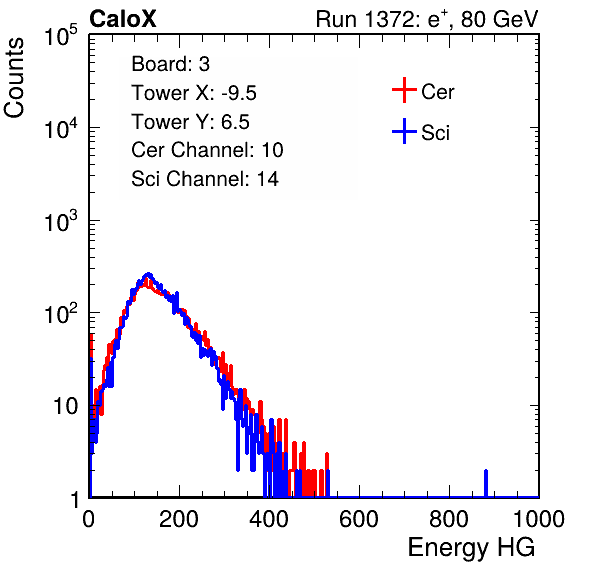 CaloX Run 1372: e⁺, 80 GeV
Counts
10⁵
10⁴
10³
10²
10
1
Board: 3
Tower X: -9.5
Tower Y: 6.5
Cer Channel: 10
Sci Channel: 14
Cer
Sci
0 200 400 600 800 1000
Energy HG